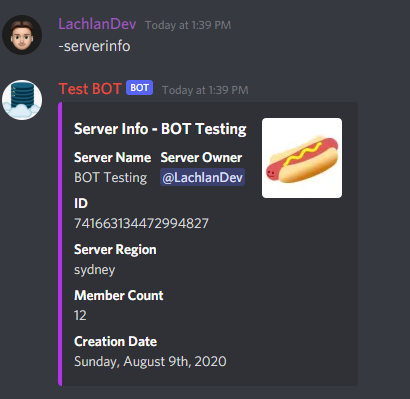 LachlanDev Today at 1:39 PM
-serverinfo
Test BOT BOT Today at 1:39 PM
Server Info - BOT Testing
Server Name Server Owner
BOT Testing @LachlanDev
ID
741663134472994827
Server Region
sydney
Member Count
12
Creation Date
Sunday, August 9th, 2020